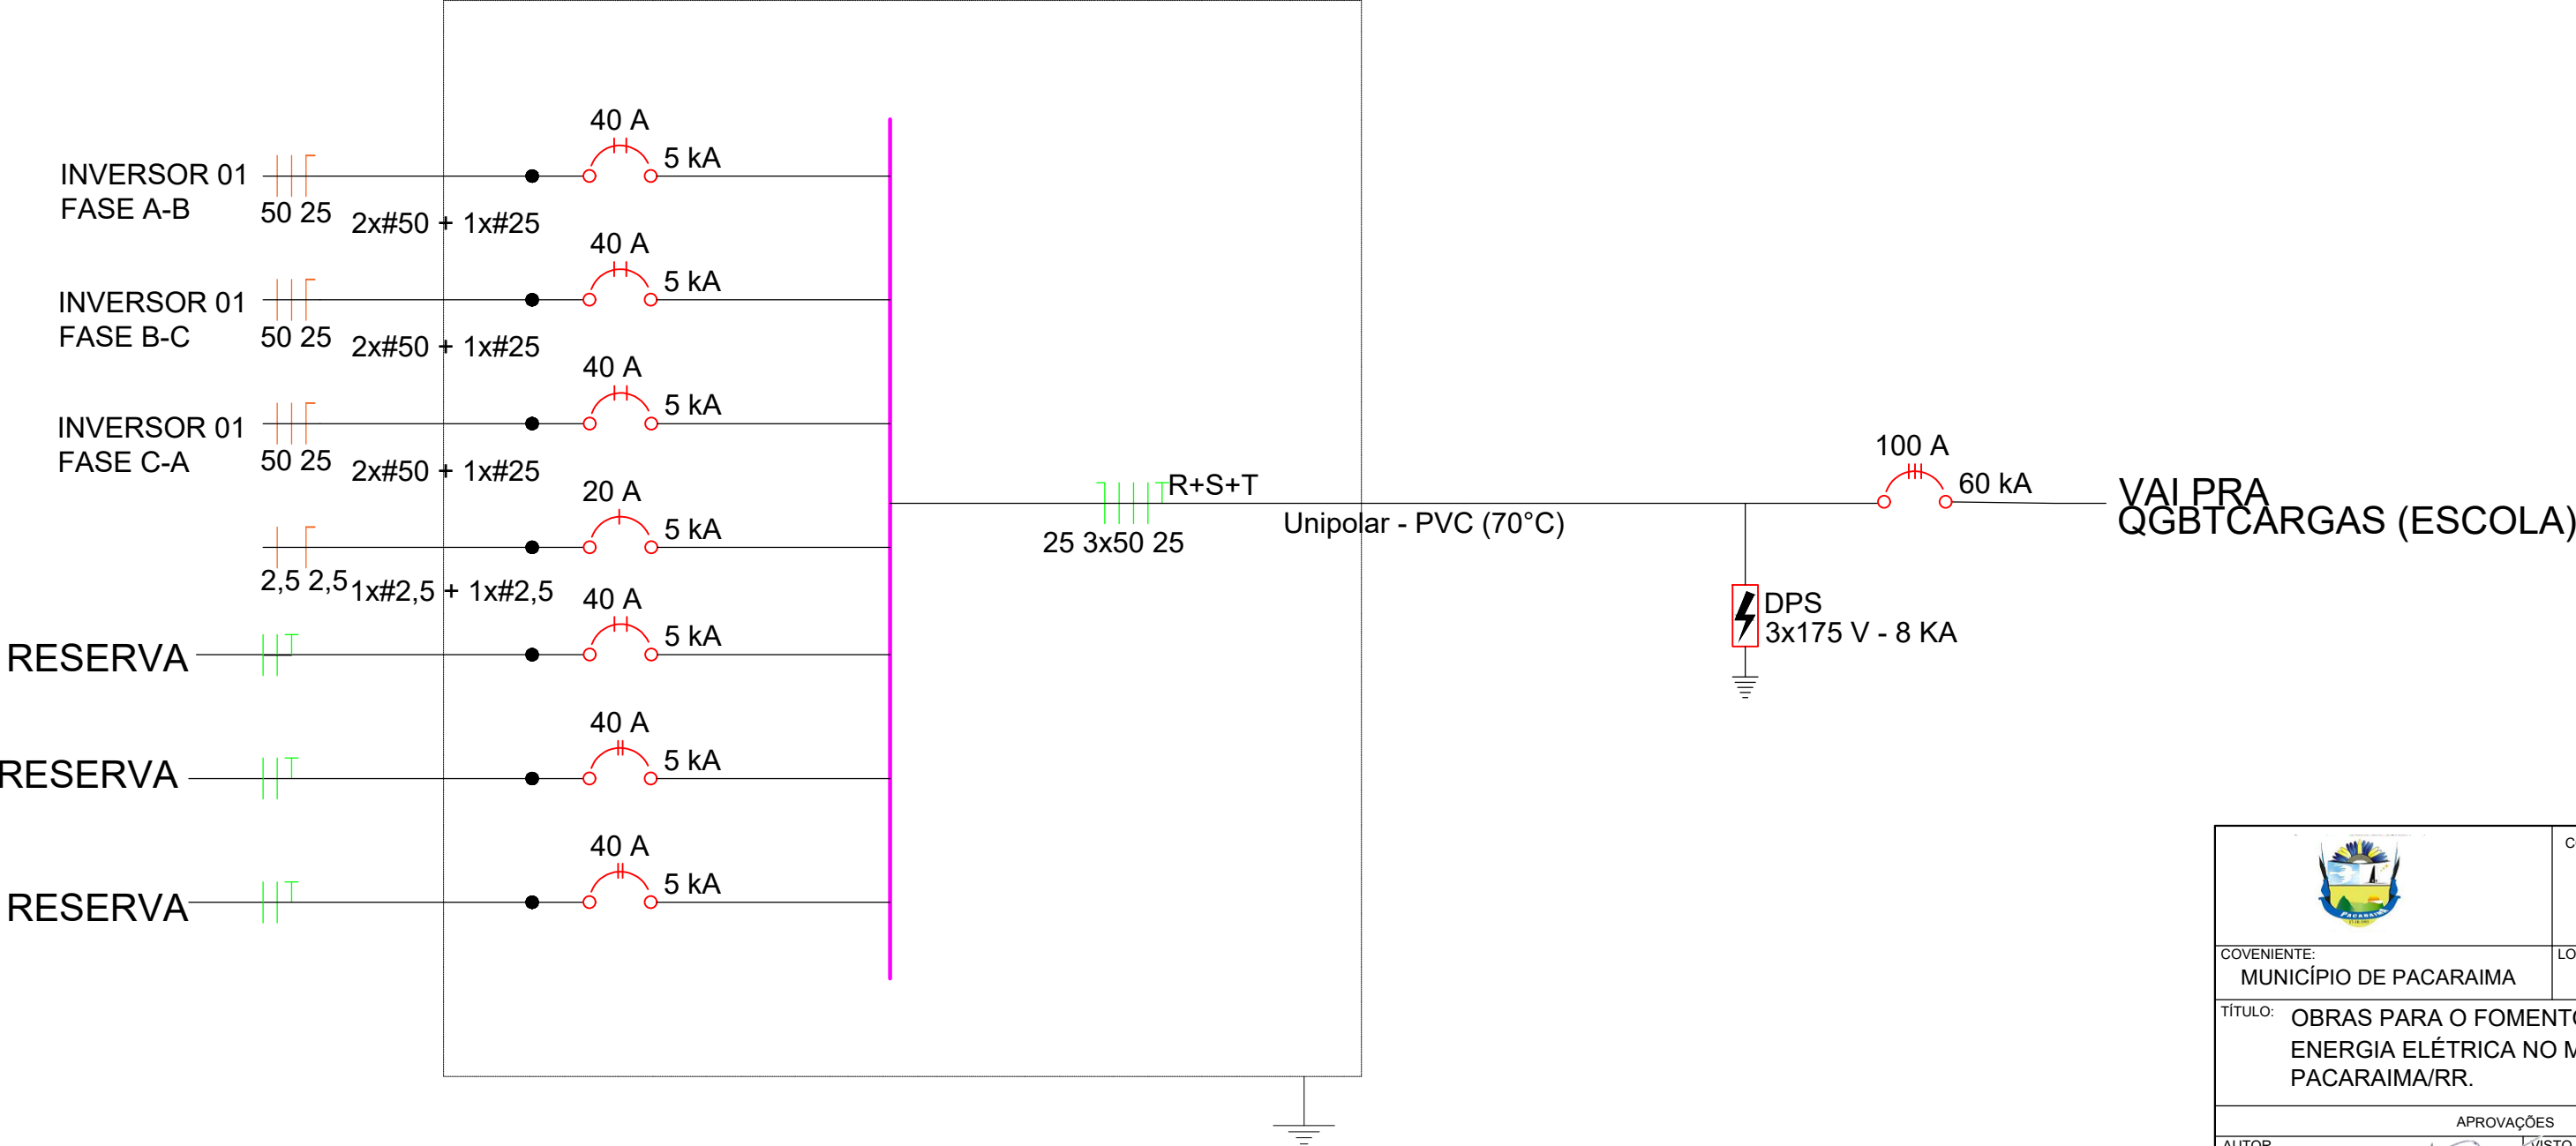 40 A
5 kA
INVERSOR 01
FASE A-B
50 25
2x#50 + 1x#25
40 A
5 kA
INVERSOR 01
FASE B-C
50 25
2x#50 + 1x#25
40 A
5 kA
INVERSOR 01
FASE C-A
50 25
2x#50 + 1x#25
20 A
5 kA
2,5 2,5
1x#2,5 + 1x#2,5
40 A
5 kA
RESERVA
40 A
5 kA
RESERVA
40 A
5 kA
RESERVA
R+S+T
25 3x50 25
Unipolar - PVC (70°C)
100 A
60 kA
VAI PRA
QGBTCARGAS (ESCOLA)
DPS
3x175 V - 8 KA
PACARAIMA
COVENIENTE:
MUNICÍPIO DE PACARAIMA
TÍTULO:
OBRAS PARA O FOMENTO
ENERGIA ELÉTRICA NO M
PACARAIMA/RR.
APROVAÇÕES
AUTOR
VISTO